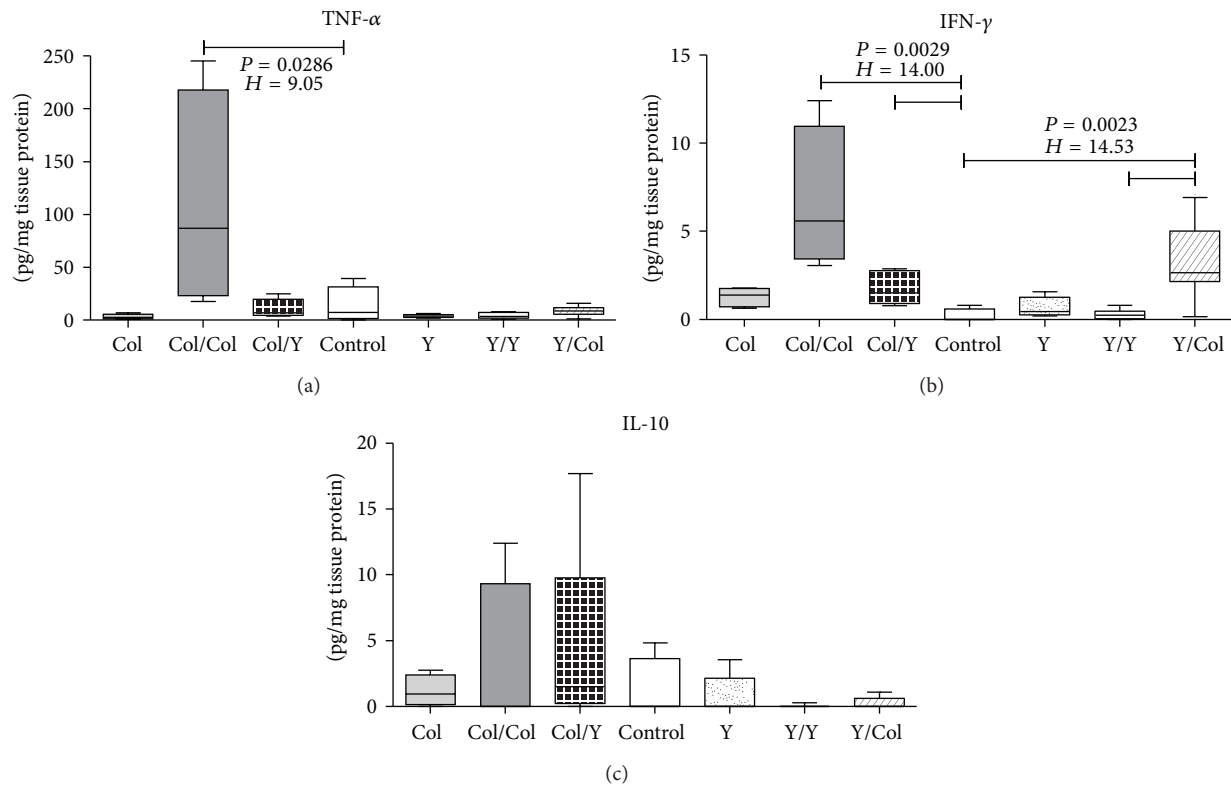 TNF-α
(pg/mg tissue protein)
250
200
150
100
50
0
P = 0.0286
H = 9.05
Col Col/Col Col/Y Control Y Y/Y Y/Col
(a)
IFN-γ
(pg/mg tissue protein)
15
10
5
0
P = 0.0029
H = 14.00
P = 0.0023
H = 14.53
Col Col/Col Col/Y Control Y Y/Y Y/Col
(b)
IL-10
(pg/mg tissue protein)
20
15
10
5
0
Col Col/Col Col/Y Control Y Y/Y Y/Col
(c)